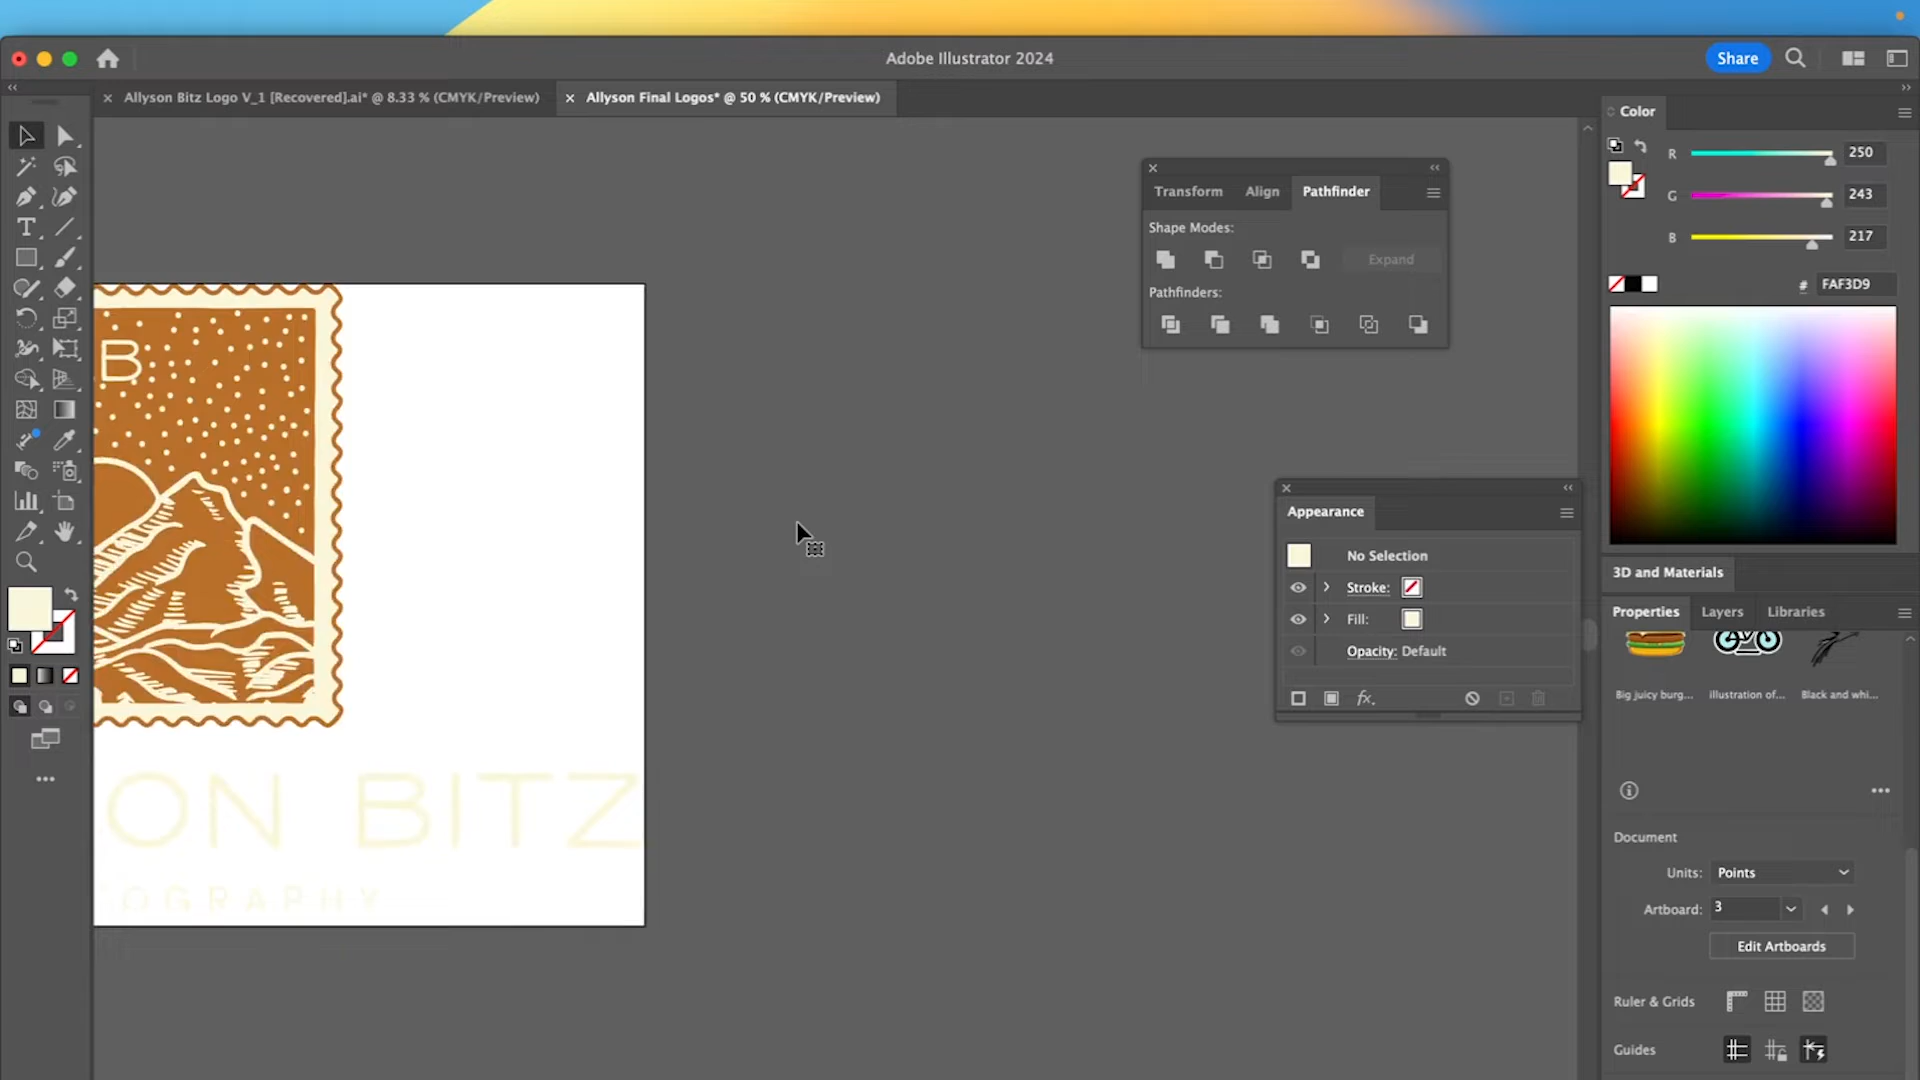 Adobe Illustrator 2024
Share
Allyson Bitz Logo V_1 [Recovered].ai* @ 8.33 % (CMYK/Preview)
Allyson Final Logos* @ 50 % (CMYK/Preview)
Color
R 250
G 243
B 217
# FAF3D9
Transform Align Pathfinder
Shape Modes:
Expand
Pathfinders:
B
Appearance
No Selection
Stroke:
Fill:
Opacity: Default
fx
3D and Materials
Properties Layers Libraries
Big juicy burg... illustration of... Black and whi...
Document
Units: Points
Artboard: 3
Edit Artboards
Ruler & Grids
Guides
ON BITZ
OGRAPHY